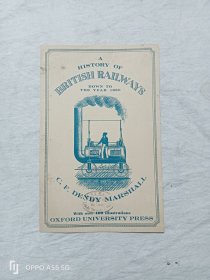 A
HISTORY OF
BRITISH RAILWAYS
DOWN TO
THE YEAR 1830
C. F. DENDY MARSHALL
With over 100 illustrations
OXFORD UNIVERSITY PRESS
OPPO A55 5G